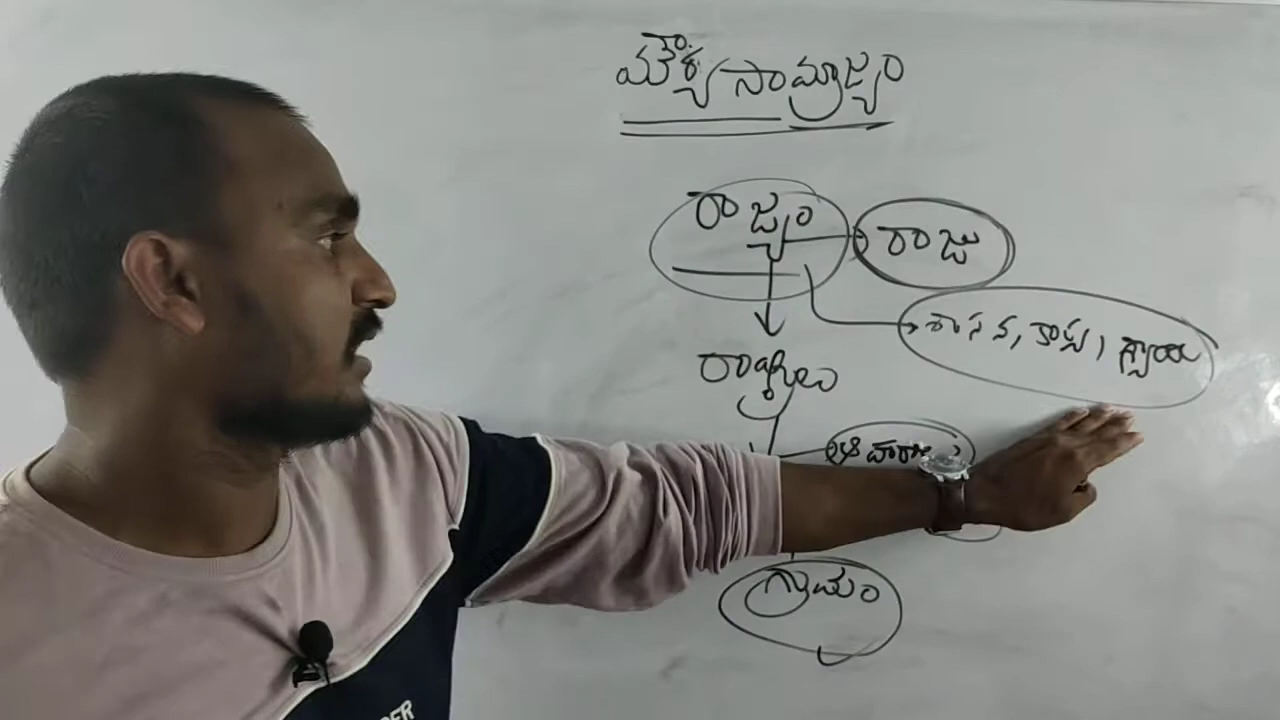 మౌర్య సామ్రాజ్యం
రాజ్యం
రాజు
శాసన, కార్య, న్యాయ
రాష్ట్రాలు
గ్రామం